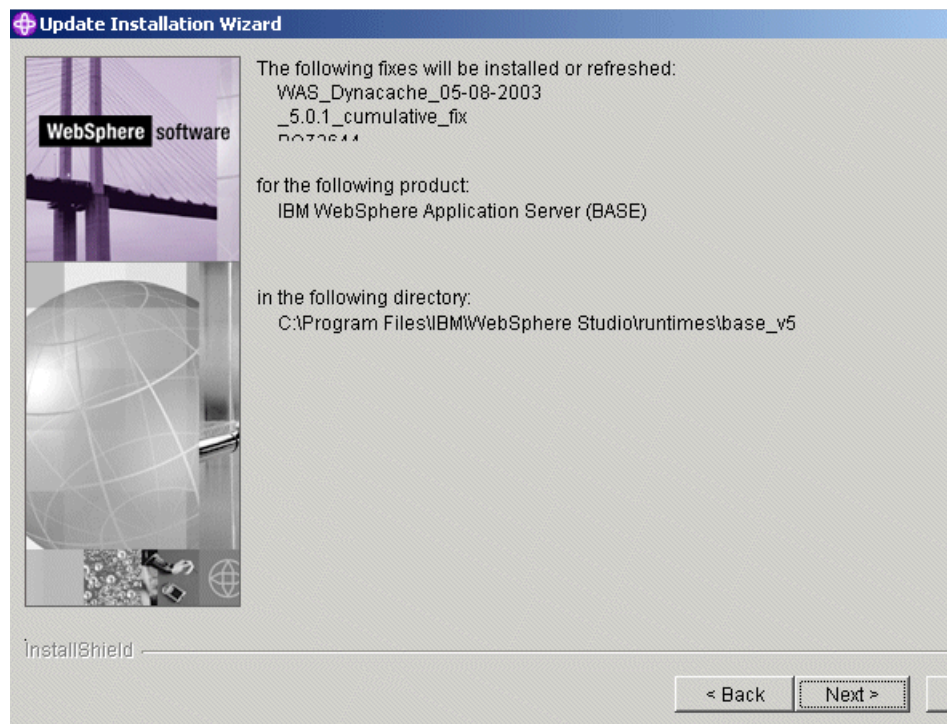 Update Installation Wizard
WebSphere software
The following fixes will be installed or refreshed:
WAS_Dynacache_05-08-2003
_5.0.1_cumulative_fix
for the following product:
IBM WebSphere Application Server (BASE)
in the following directory:
C:\Program Files\IBM\WebSphere Studio\runtimes\base_v5
InstallShield
< Back
Next >